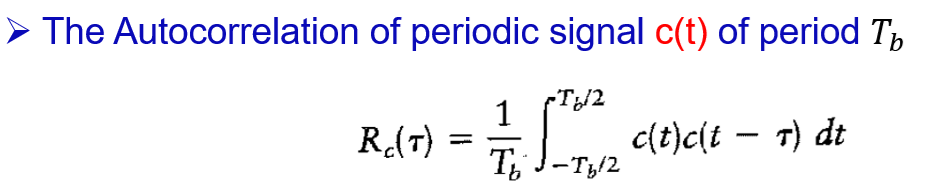 ➢ The Autocorrelation of periodic signal c(t) of period T_b
R_c(τ) = 1/T_b ∫_{-T_b/2}^{T_b/2} c(t)c(t − τ) dt